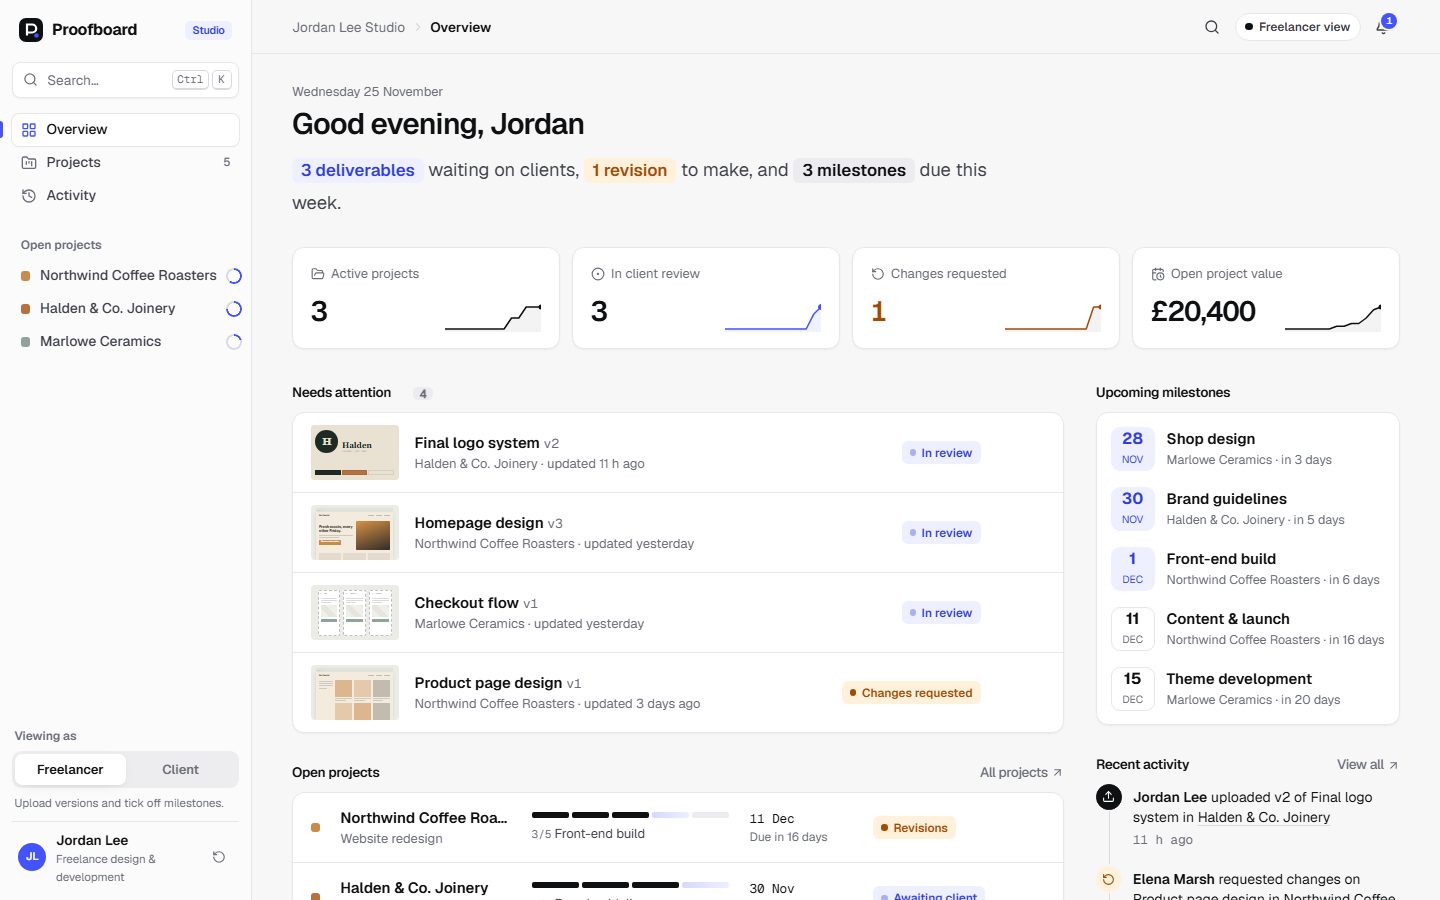 Proofboard
Studio
Search...
Ctrl K
Overview
Projects 5
Activity
Open projects
Northwind Coffee Roasters
Halden & Co. Joinery
Marlowe Ceramics
Viewing as
Freelancer Client
Upload versions and tick off milestones.
JL
Jordan Lee
Freelance design &
development
Jordan Lee Studio > Overview
Freelancer view
1
Wednesday 25 November
Good evening, Jordan
3 deliverables waiting on clients, 1 revision to make, and 3 milestones due this
week.
Active projects
3
In client review
3
Changes requested
1
Open project value
£20,400
Needs attention 4
H Halden
Final logo system v2
Halden & Co. Joinery · updated 11 h ago
In review
Homepage design v3
Northwind Coffee Roasters · updated yesterday
In review
Checkout flow v1
Marlowe Ceramics · updated yesterday
In review
Product page design v1
Northwind Coffee Roasters · updated 3 days ago
Changes requested
Open projects
All projects
Northwind Coffee Roa...
Website redesign
3/5 Front-end build
11 Dec
Due in 16 days
Revisions
Halden & Co. Joinery
30 Nov
Awaiting client
Upcoming milestones
28 NOV
Shop design
Marlowe Ceramics · in 3 days
30 NOV
Brand guidelines
Halden & Co. Joinery · in 5 days
1 DEC
Front-end build
Northwind Coffee Roasters · in 6 days
11 DEC
Content & launch
Northwind Coffee Roasters · in 16 days
15 DEC
Theme development
Marlowe Ceramics · in 20 days
Recent activity
View all
Jordan Lee uploaded v2 of Final logo
system in Halden & Co. Joinery
11 h ago
Elena Marsh requested changes on
Product page design in Northwind Coffee